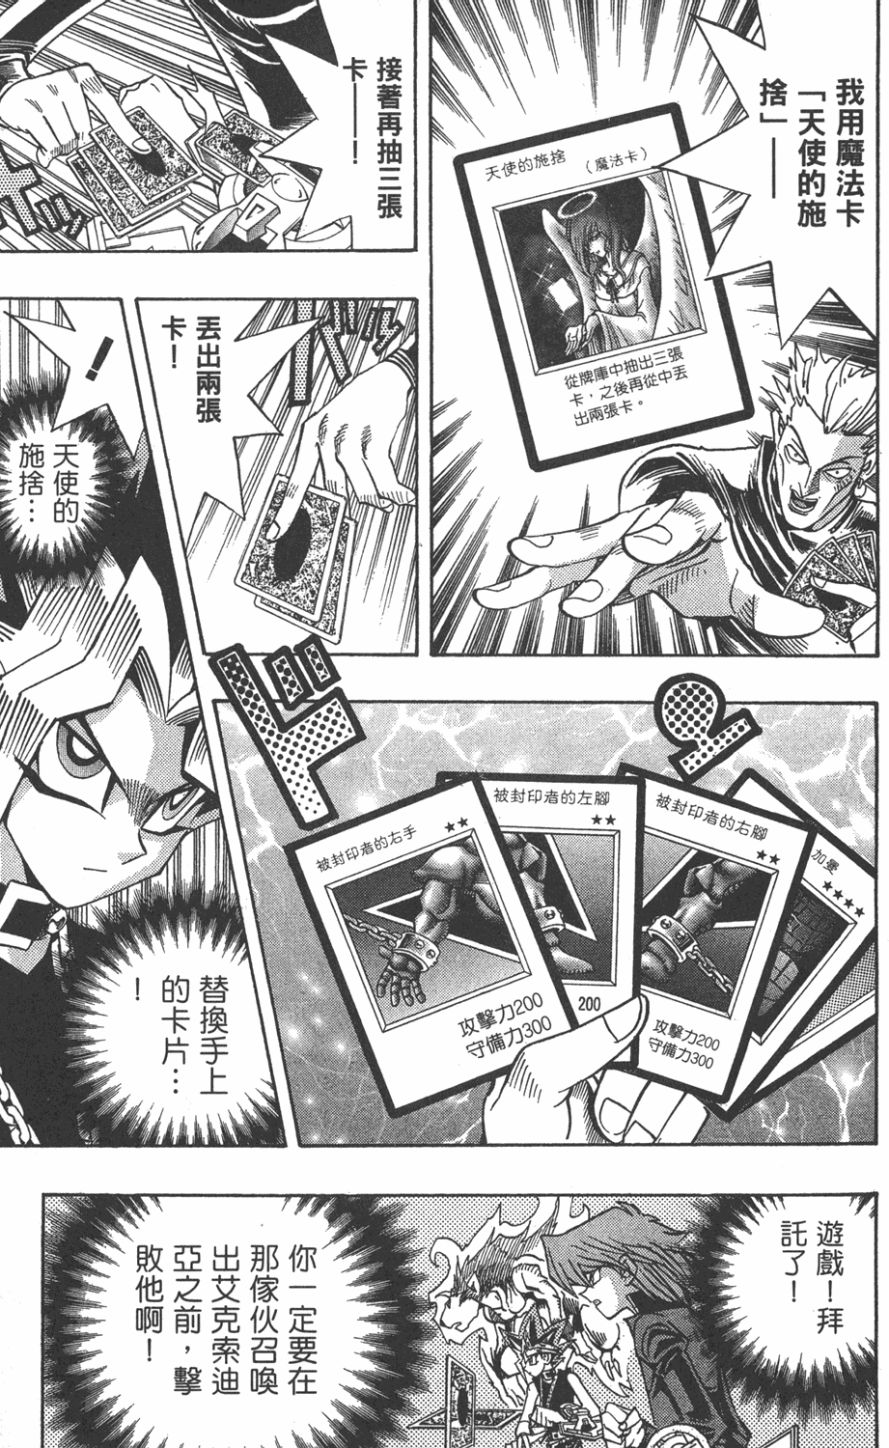 我用魔法卡
「天使的施
捨」——
天使的施捨 （魔法卡）
從牌庫中抽出三張
卡，之後再從中丟
出兩張卡。
接著再抽三張
卡——！
丟出兩張
卡！
！
天使的
施捨…
被封印者的右手
★★
攻擊力200
守備力300
被封印者的左腳
★★
200
被封印者的右腳
★★
攻擊力200
守備力300
加曼
★★★★
ド
替換手上
的卡片…
！
遊戲！拜
託了！
你一定要在
那傢伙召喚
出艾克索迪
亞之前，擊
敗他啊！